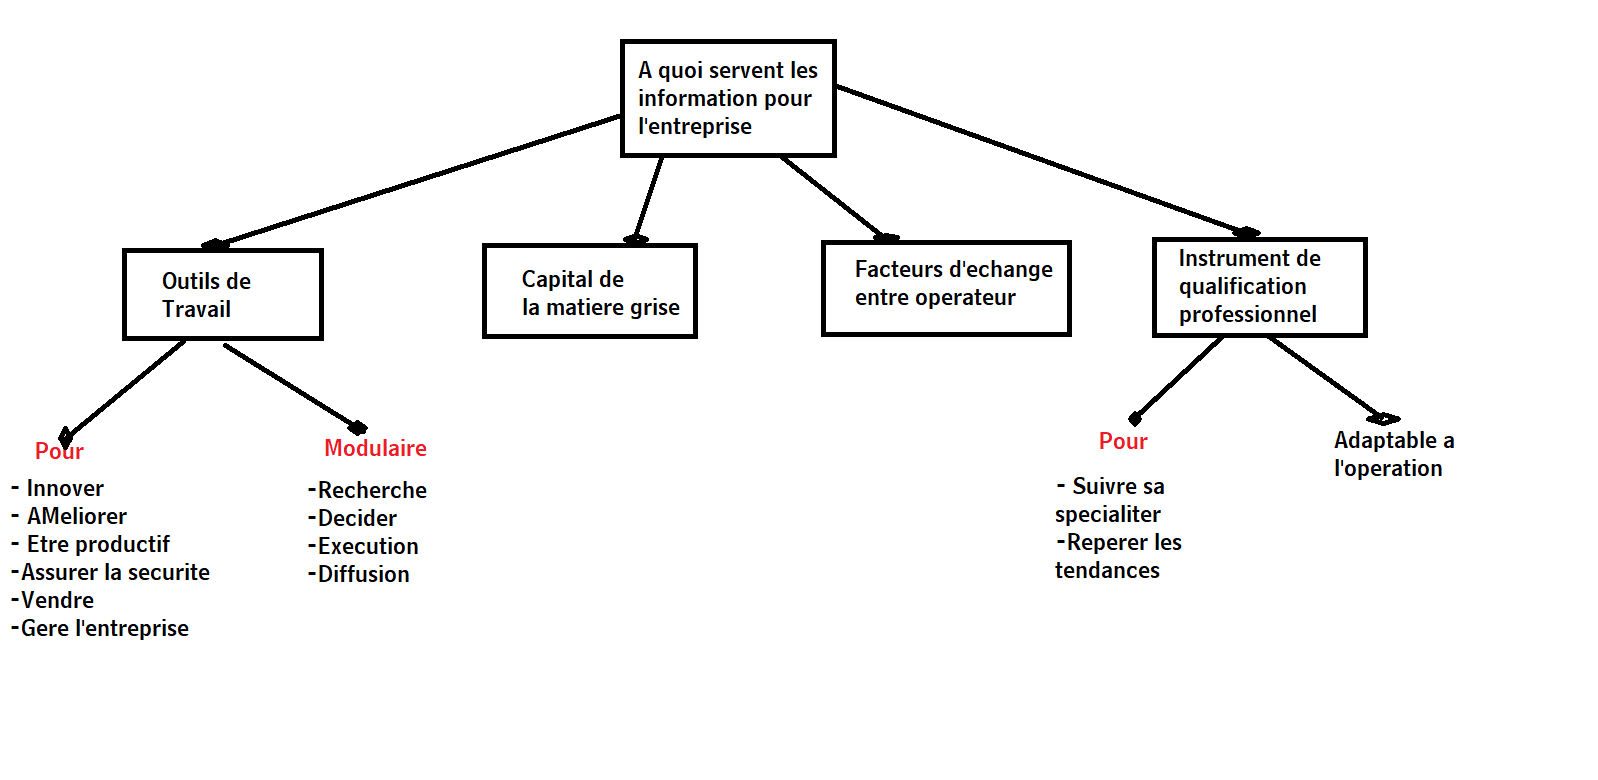 A quoi servent les
information pour
l'entreprise
Outils de
Travail
Capital de
la matiere grise
Facteurs d'echange
entre operateur
Instrument de
qualification
professionnel
Pour
- Innover
- AMeliorer
- Etre productif
-Assurer la securite
-Vendre
-Gere l'entreprise
Modulaire
-Recherche
-Decider
-Execution
-Diffusion
Pour
- Suivre sa
specialiter
-Reperer les
tendances
Adaptable a
l'operation